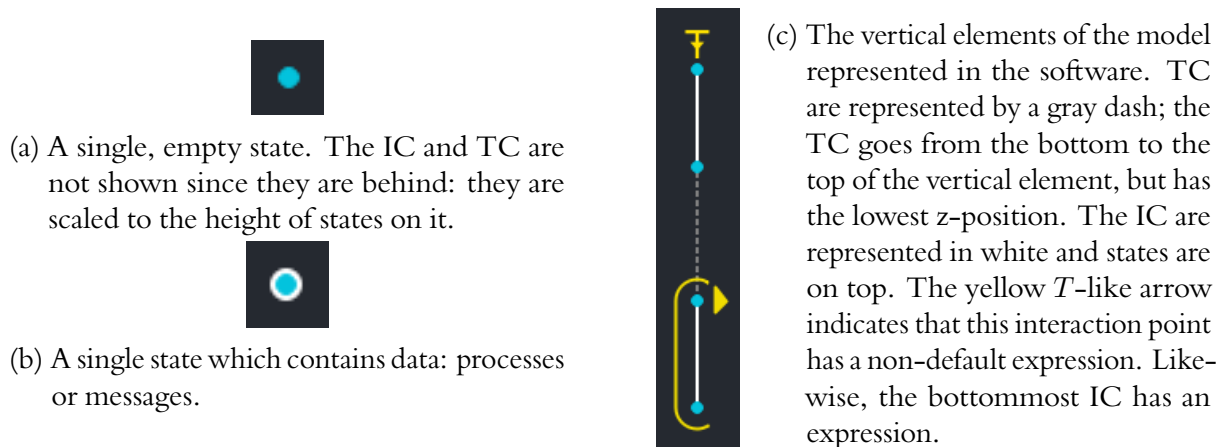 (a) A single, empty state. The IC and TC are
not shown since they are behind: they are
scaled to the height of states on it.
(b) A single state which contains data: processes
or messages.
(c) The vertical elements of the model
represented in the software. TC
are represented by a gray dash; the
TC goes from the bottom to the
top of the vertical element, but has
the lowest z-position. The IC are
represented in white and states are
on top. The yellow T-like arrow
indicates that this interaction point
has a non-default expression. Like-
wise, the bottommost IC has an
expression.